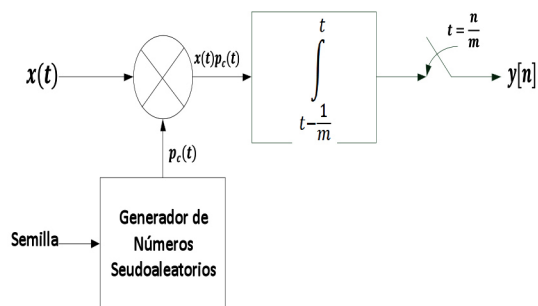 x(t)
x(t)p_c(t)
t
∫
t-1/m
t = n/m
y[n]
p_c(t)
Semilla
Generador de
Números
Seudoaleatorios